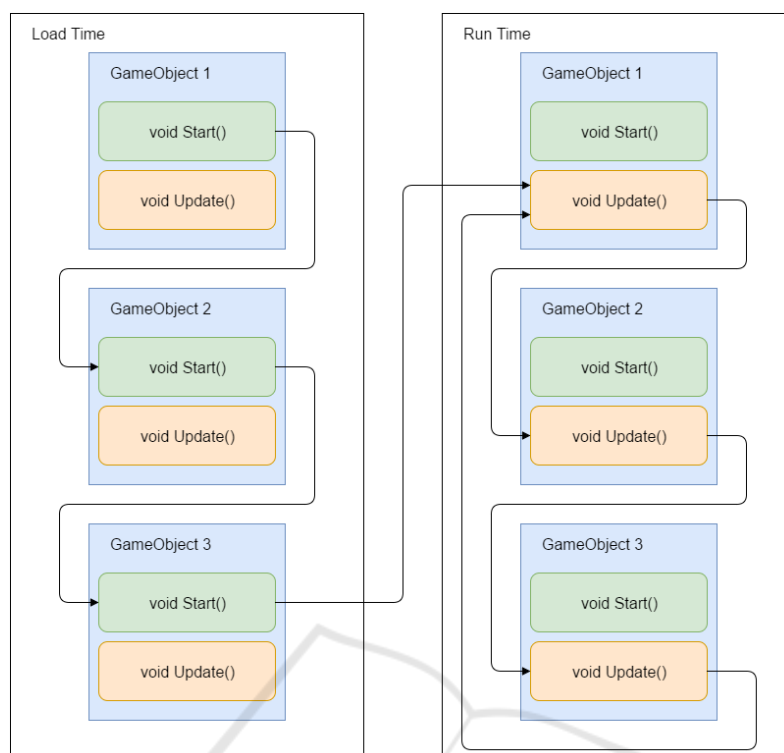 Load Time
GameObject 1
void Start()
void Update()
GameObject 2
void Start()
void Update()
GameObject 3
void Start()
void Update()
Run Time
GameObject 1
void Start()
void Update()
GameObject 2
void Start()
void Update()
GameObject 3
void Start()
void Update()